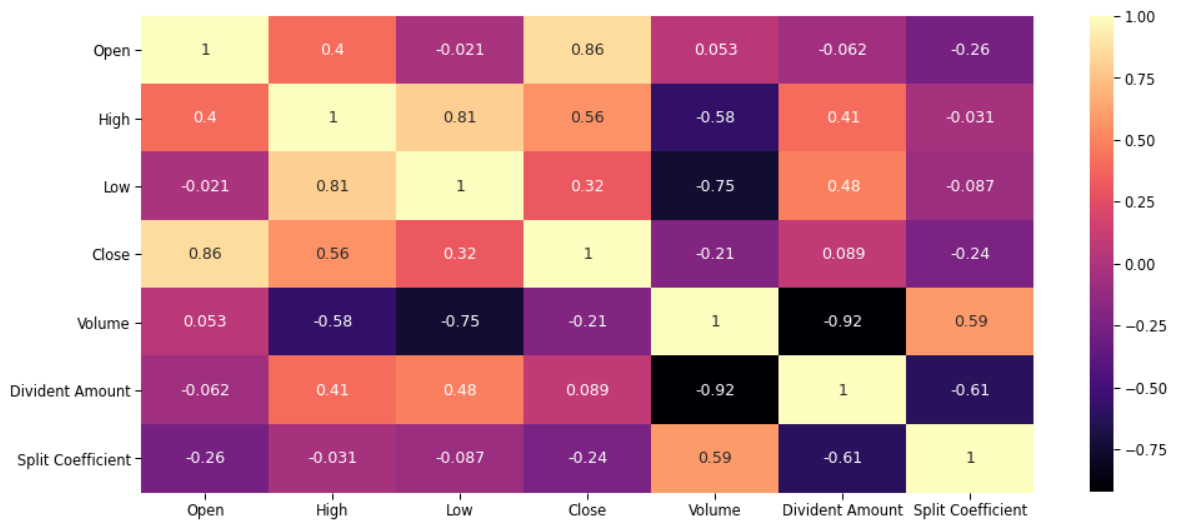 Open 1 0.4 -0.021 0.86 0.053 -0.062 -0.26
High 0.4 1 0.81 0.56 -0.58 0.41 -0.031
Low -0.021 0.81 1 0.32 -0.75 0.48 -0.087
Close 0.86 0.56 0.32 1 -0.21 0.089 -0.24
Volume 0.053 -0.58 -0.75 -0.21 1 -0.92 0.59
Divident Amount -0.062 0.41 0.48 0.089 -0.92 1 -0.61
Split Coefficient -0.26 -0.031 -0.087 -0.24 0.59 -0.61 1
Open High Low Close Volume Divident Amount Split Coefficient
1.00
0.75
0.50
0.25
0.00
−0.25
−0.50
−0.75